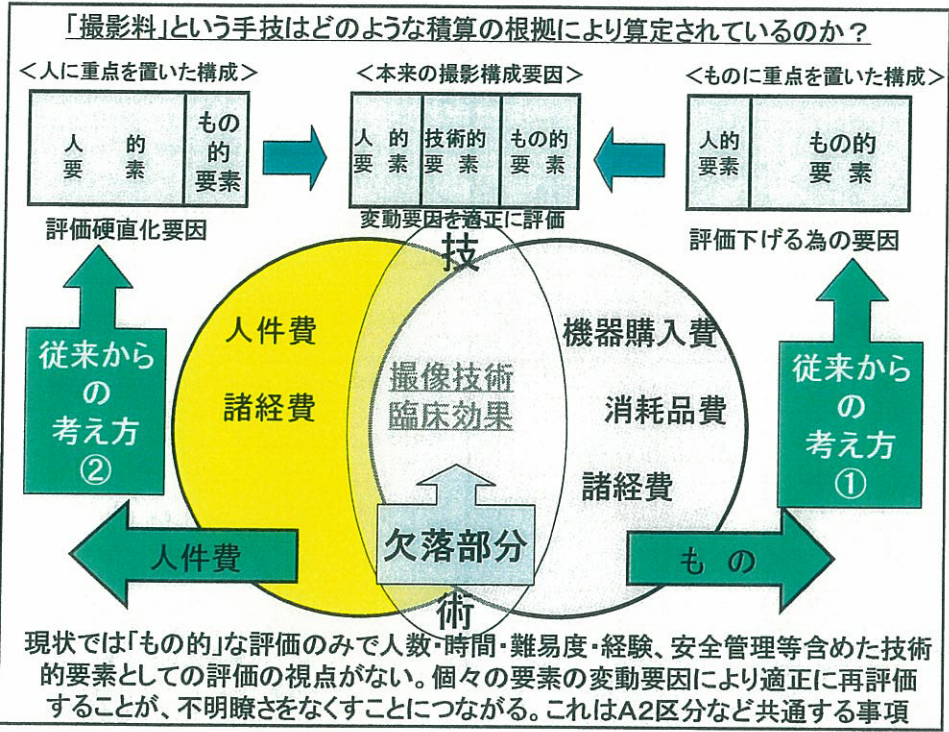 「撮影料」という手技はどのような積算の根拠により算定されているのか？
＜人に重点を置いた構成＞
人的要素
もの的要素
評価硬直化要因
＜本来の撮影構成要因＞
人的要素
技術的要素
もの的要素
変動要因を適正に評価
＜ものに重点を置いた構成＞
人的要素
もの的要素
評価下げる為の要因
従来から
の
考え方
②
技
人件費
諸経費
撮像技術
臨床効果
機器購入費
消耗品費
諸経費
従来から
の
考え方
①
人件費
欠落部分
もの
術
現状では「もの的」な評価のみで人数・時間・難易度・経験、安全管理等含めた技術
的要素としての評価の視点がない。個々の要素の変動要因により適正に再評価
することが、不明瞭さをなくすことにつながる。これはA2区分など共通する事項